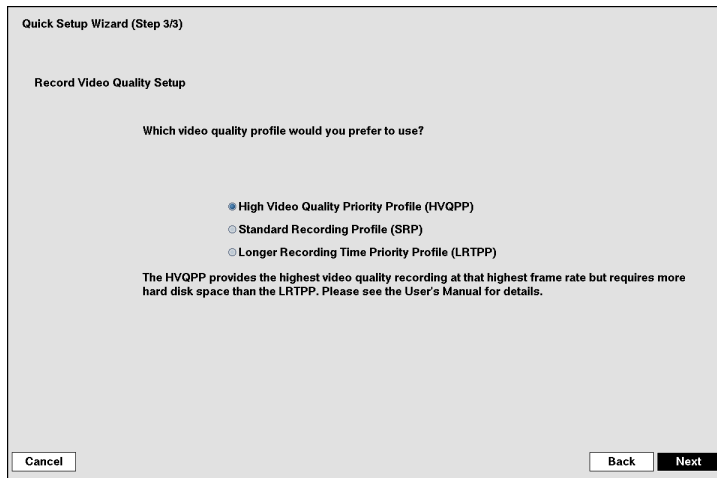 Quick Setup Wizard (Step 3/3)
Record Video Quality Setup
Which video quality profile would you prefer to use?
High Video Quality Priority Profile (HVQPP)
Standard Recording Profile (SRP)
Longer Recording Time Priority Profile (LRTPP)
The HVQPP provides the highest video quality recording at that highest frame rate but requires more
hard disk space than the LRTPP. Please see the User's Manual for details.
Cancel
Back
Next